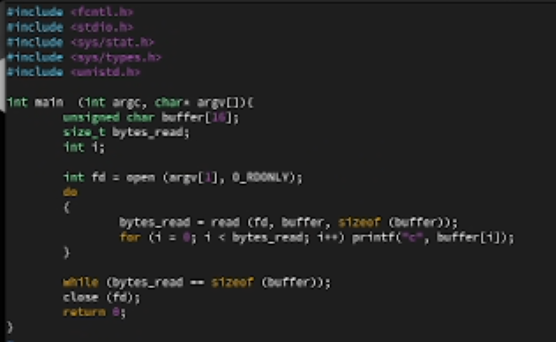 #include <fcntl.h>
#include <stdio.h>
#include <sys/stat.h>
#include <sys/types.h>
#include <unistd.h>
int main (int argc, char* argv[]){
unsigned char buffer[16];
size_t bytes_read;
int i;
int fd = open (argv[1], O_RDONLY);
do
{
bytes_read = read (fd, buffer, sizeof (buffer));
for (i = 0; i < bytes_read; i++) printf("c", buffer[i]);
}
while (bytes_read == sizeof (buffer));
close (fd);
return 0;
}